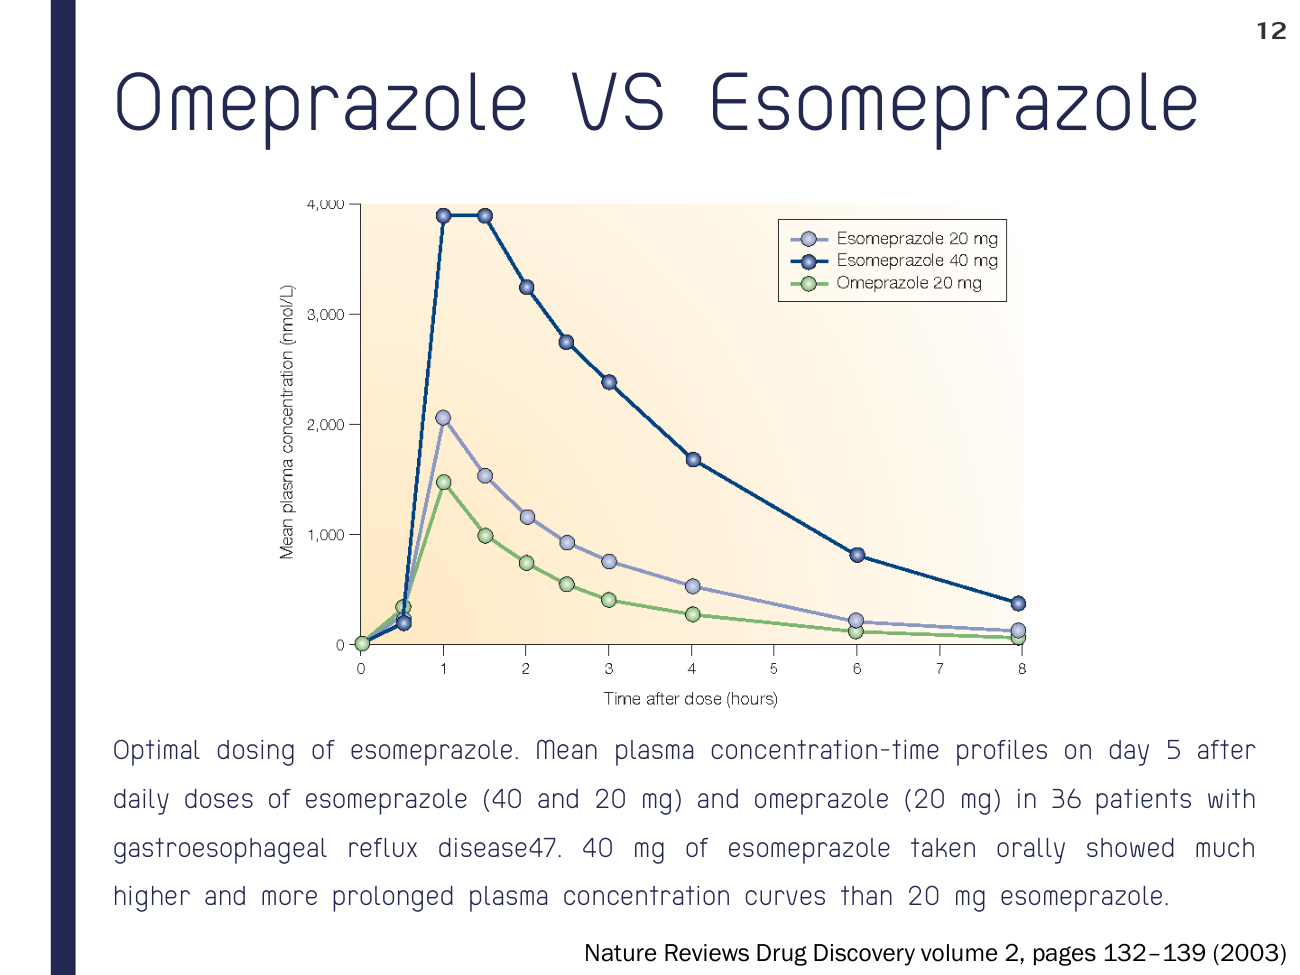 12
Omeprazole VS Esomeprazole
4,000
3,000
2,000
1,000
0
Mean plasma concentration (nmol/L)
Esomeprazole 20 mg
Esomeprazole 40 mg
Omeprazole 20 mg
0 1 2 3 4 5 6 7 8
Time after dose (hours)
Optimal dosing of esomeprazole. Mean plasma concentration-time profiles on day 5 after
daily doses of esomeprazole (40 and 20 mg) and omeprazole (20 mg) in 36 patients with
gastroesophageal reflux disease47. 40 mg of esomeprazole taken orally showed much
higher and more prolonged plasma concentration curves than 20 mg esomeprazole.
Nature Reviews Drug Discovery volume 2, pages 132–139 (2003)